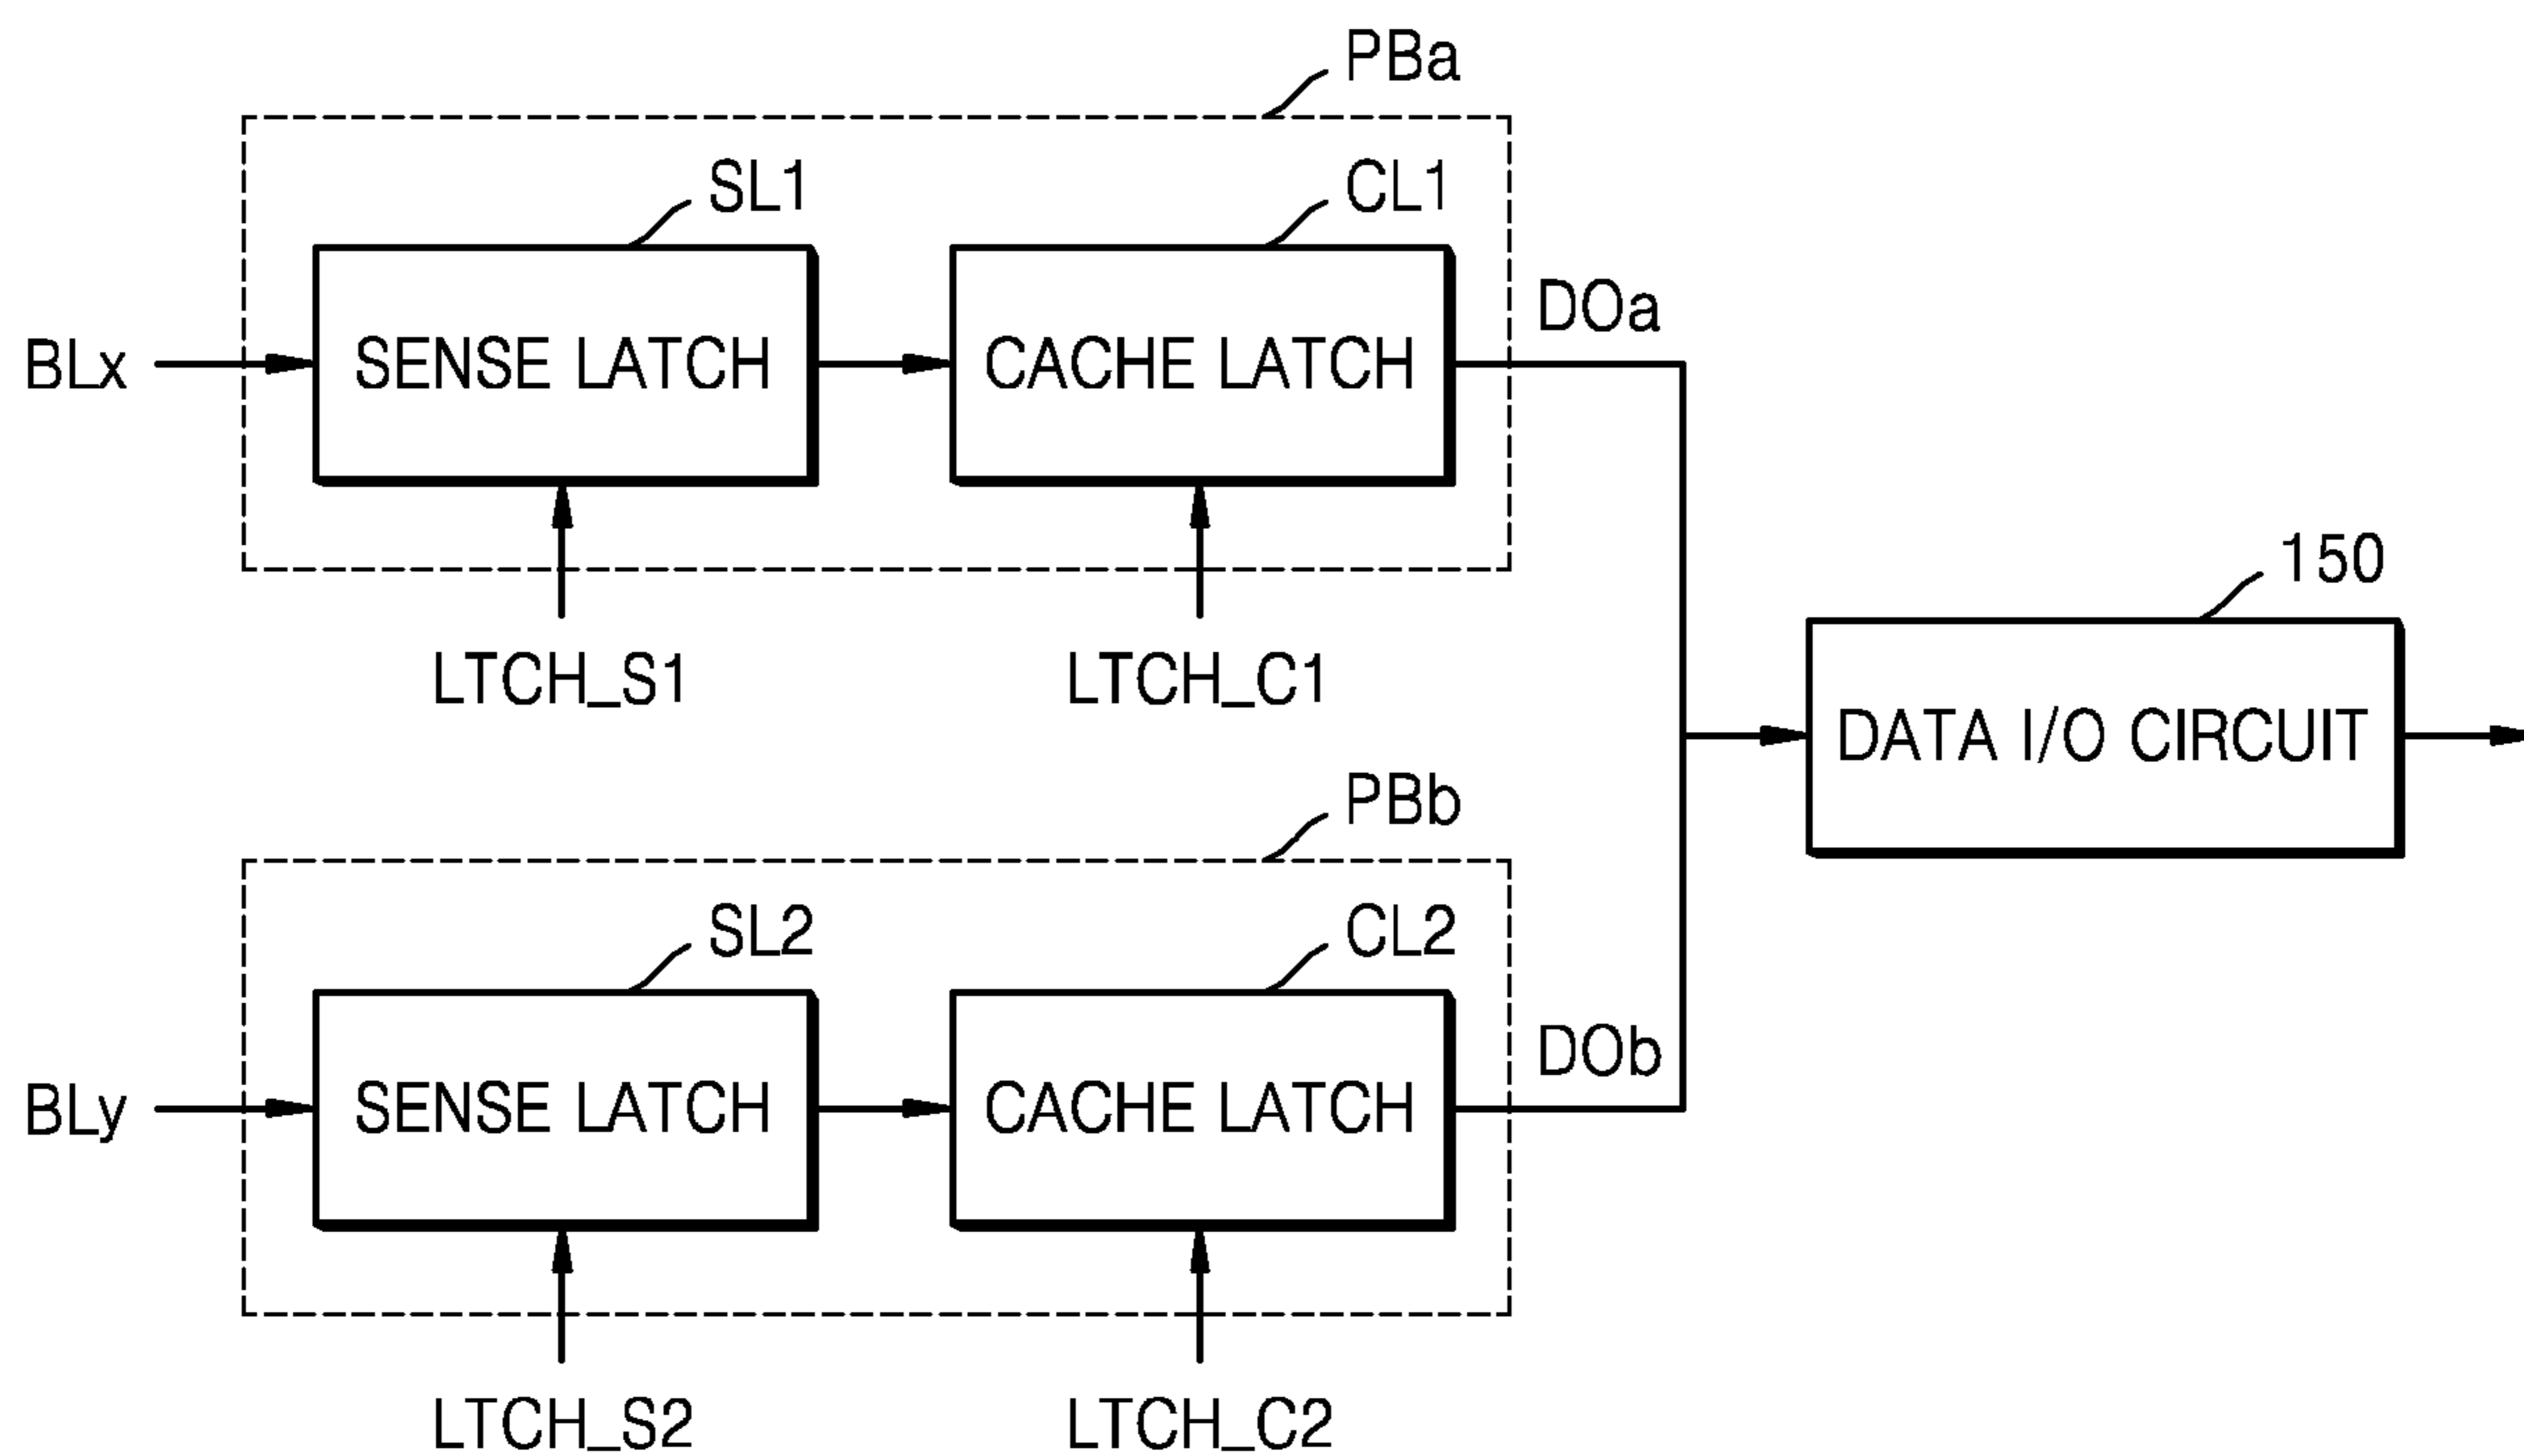 PBa
SL1
CL1
BLx
SENSE LATCH
CACHE LATCH
DOa
LTCH_S1
LTCH_C1
150
DATA I/O CIRCUIT
PBb
SL2
CL2
BLy
SENSE LATCH
CACHE LATCH
DOb
LTCH_S2
LTCH_C2